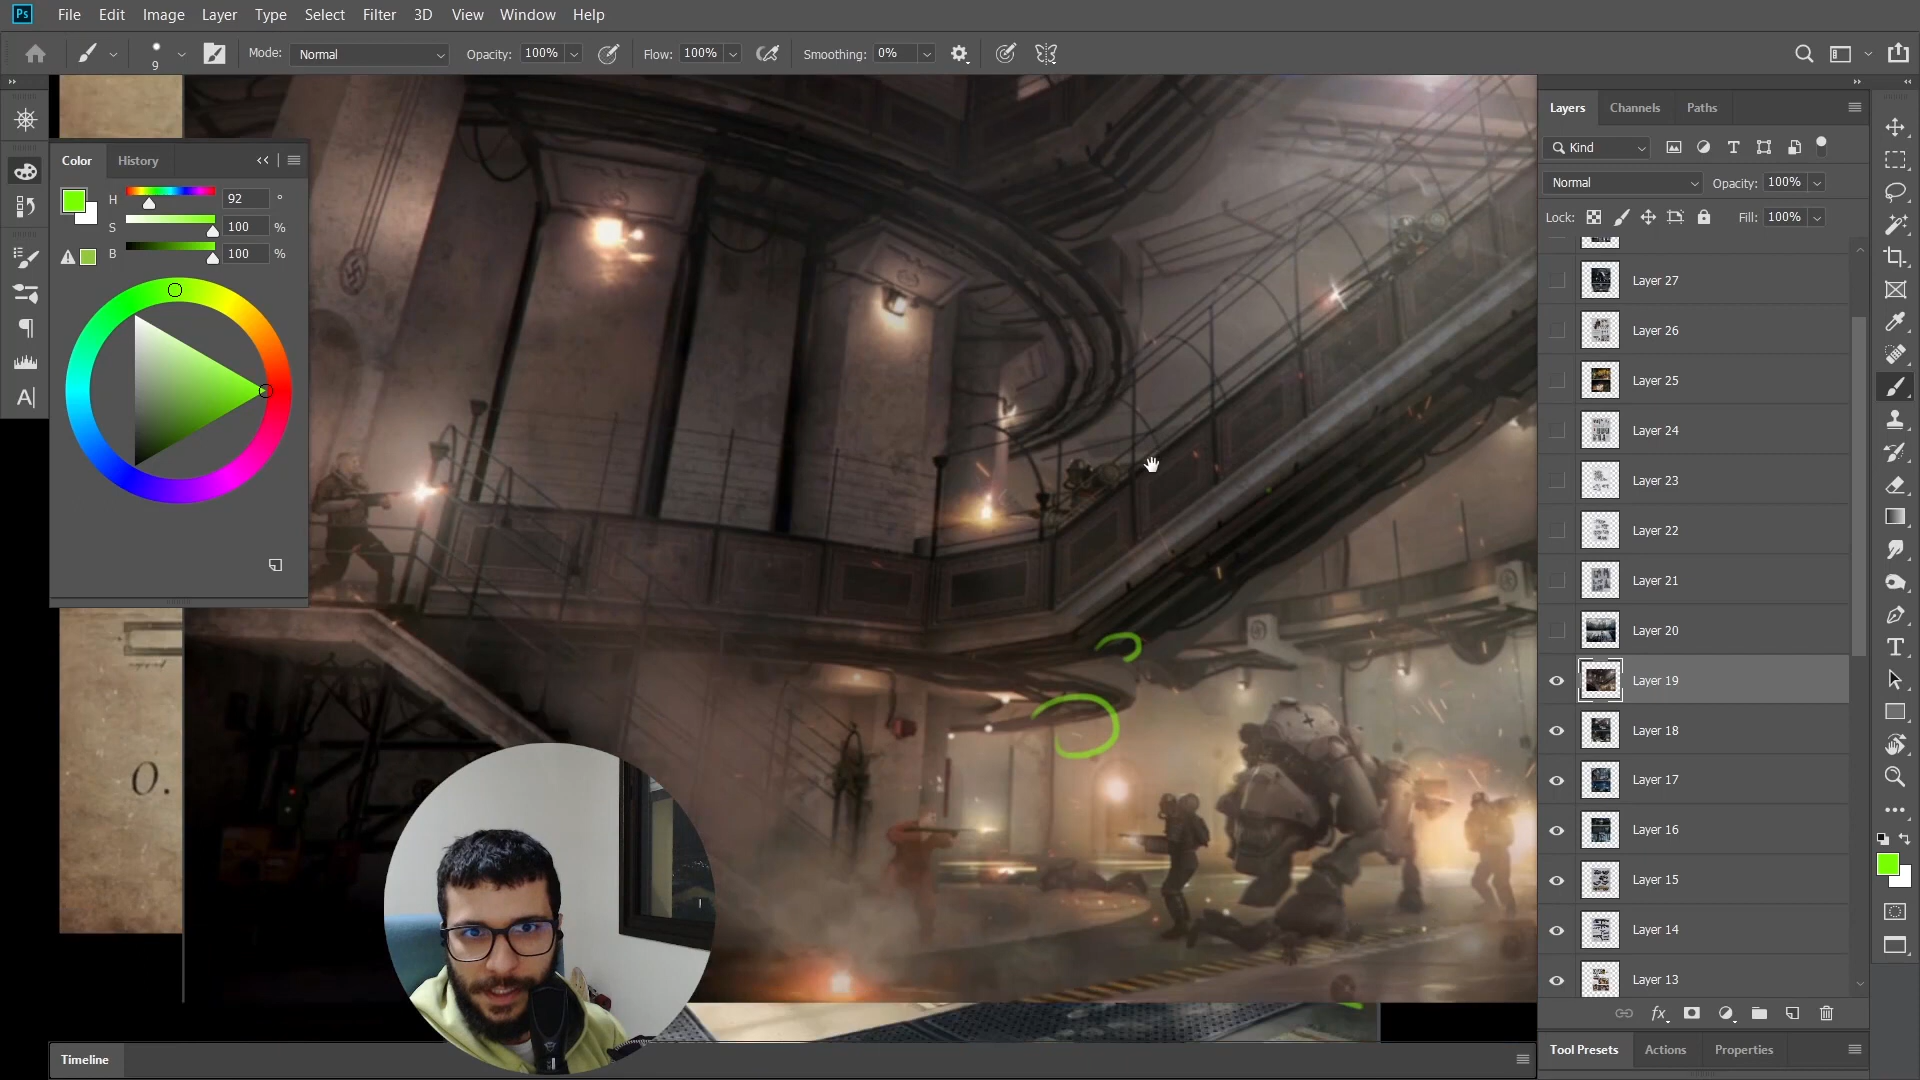 Ps File Edit Image Layer Type Select Filter 3D View Window Help
9 Mode: Normal Opacity: 100% Flow: 100% Smoothing: 0%
Color History
H 92 °
S 100 %
B 100 %
O.
Layers Channels Paths
Kind
Normal Opacity: 100%
Lock: Fill: 100%
Layer 27
Layer 26
Layer 25
Layer 24
Layer 23
Layer 22
Layer 21
Layer 20
Layer 19
Layer 18
Layer 17
Layer 16
Layer 15
Layer 14
Layer 13
fx
Tool Presets Actions Properties
Timeline